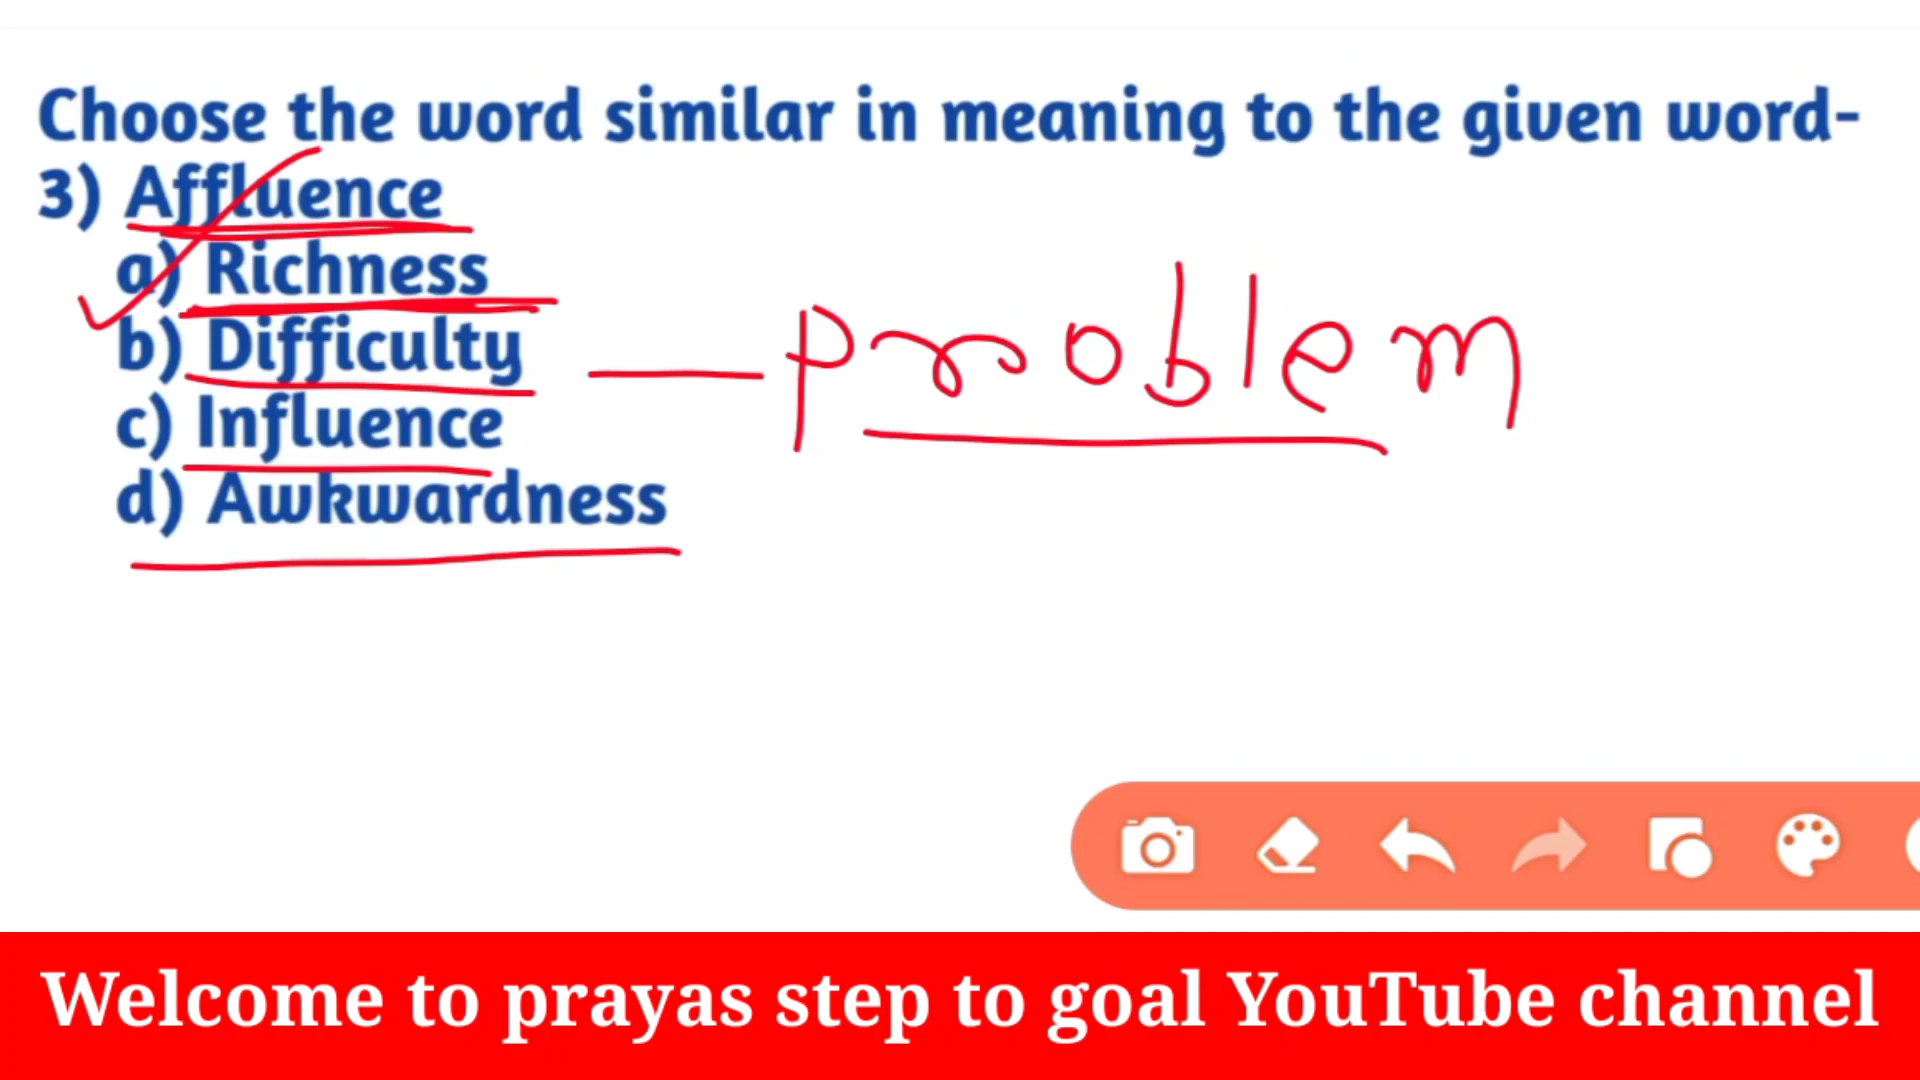 Choose the word similar in meaning to the given word-
3) Affluence
a) Richness
b) Difficulty — problem
c) Influence
d) Awkwardness
Welcome to prayas step to goal YouTube channel